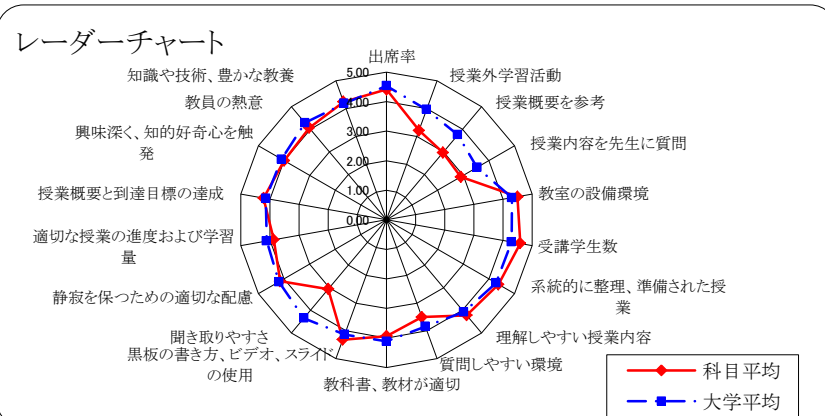 レーダーチャート
出席率
授業外学習活動
授業概要を参考
授業内容を先生に質問
教室の設備環境
受講学生数
系統的に整理、準備された授
業
理解しやすい授業内容
質問しやすい環境
教科書、教材が適切
黒板の書き方、ビデオ、スライド
の使用
聞き取りやすさ
静寂を保つための適切な配慮
適切な授業の進度および学習
量
授業概要と到達目標の達成
興味深く、知的好奇心を触
発
教員の熱意
知識や技術、豊かな教養
5.00
4.00
3.00
2.00
1.00
0.00
科目平均
大学平均